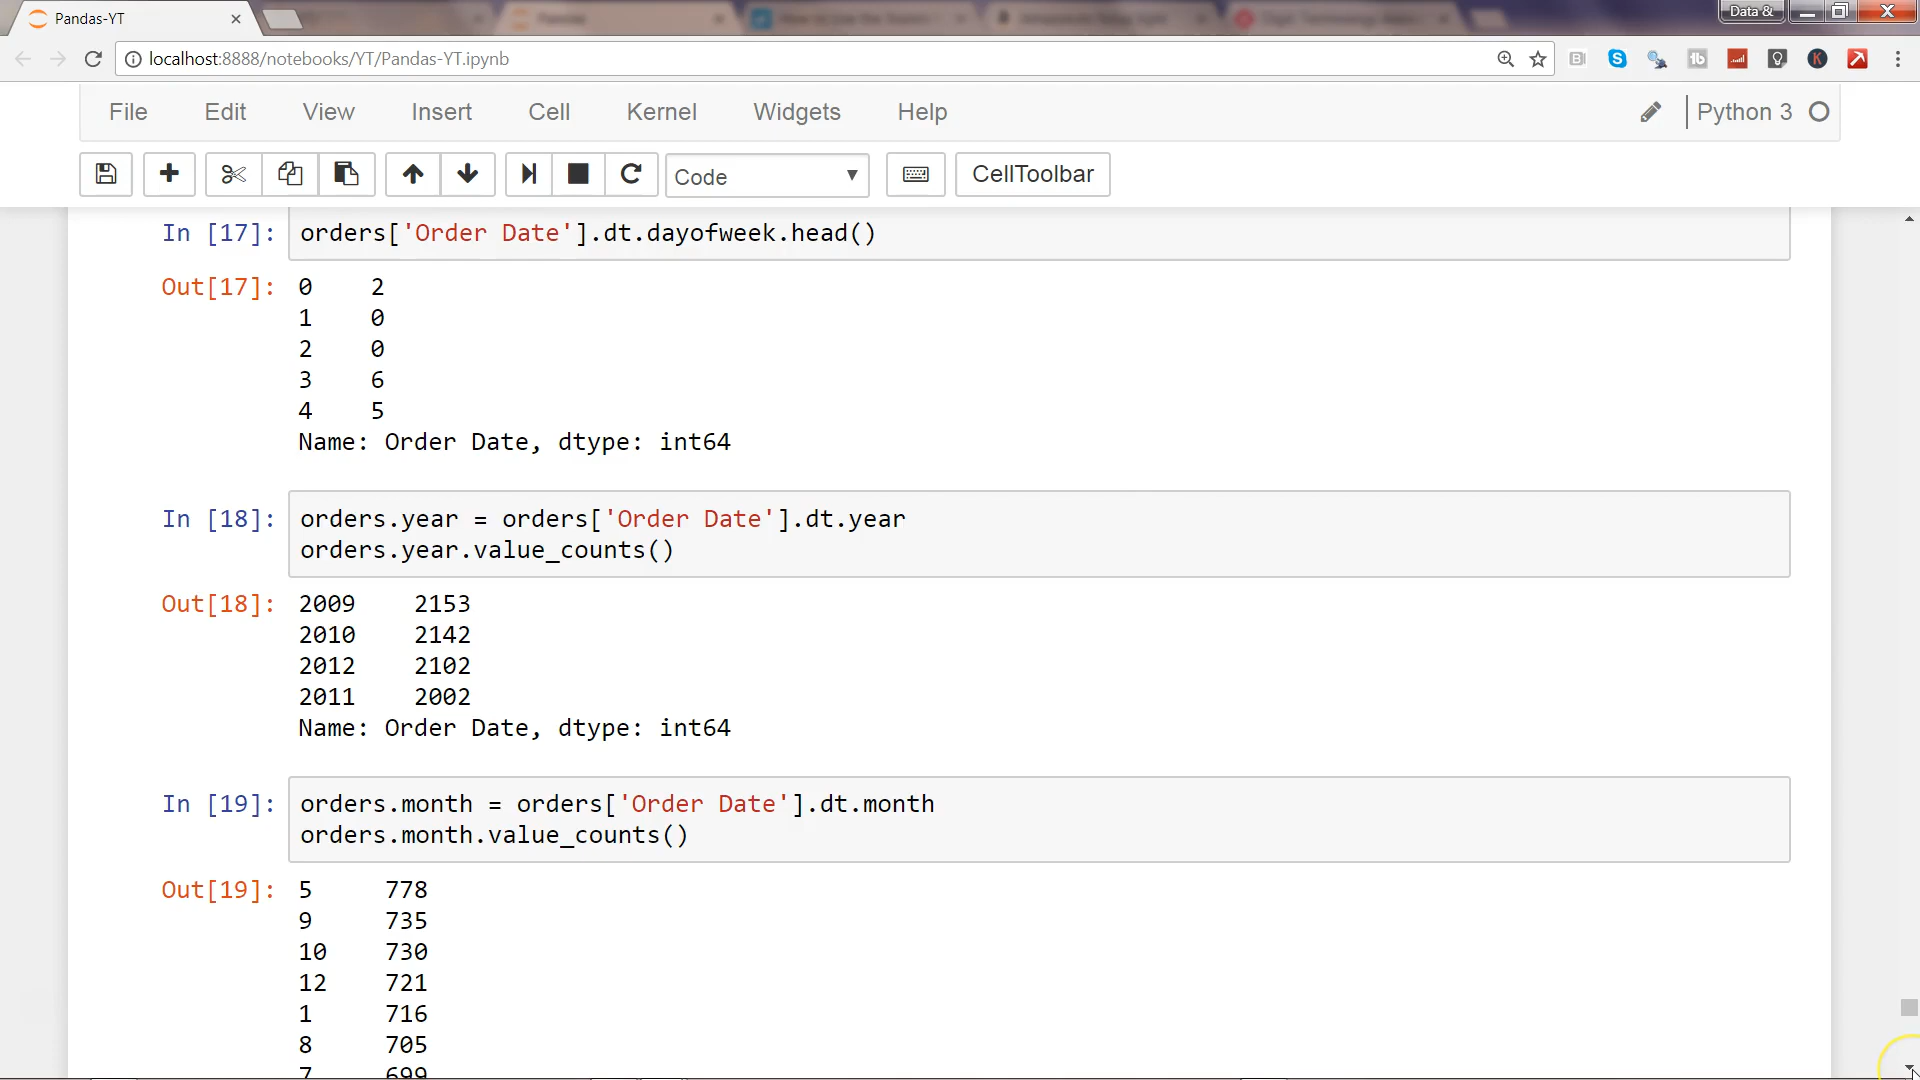 Pandas-YT
Data &
localhost:8888/notebooks/YT/Pandas-YT.ipynb
File Edit View Insert Cell Kernel Widgets Help Python 3
Code CellToolbar
In [17]: orders['Order Date'].dt.dayofweek.head()
Out[17]: 0 2
1 0
2 0
3 6
4 5
Name: Order Date, dtype: int64
In [18]: orders.year = orders['Order Date'].dt.year
orders.year.value_counts()
Out[18]: 2009 2153
2010 2142
2012 2102
2011 2002
Name: Order Date, dtype: int64
In [19]: orders.month = orders['Order Date'].dt.month
orders.month.value_counts()
Out[19]: 5 778
9 735
10 730
12 721
1 716
8 705
7 699